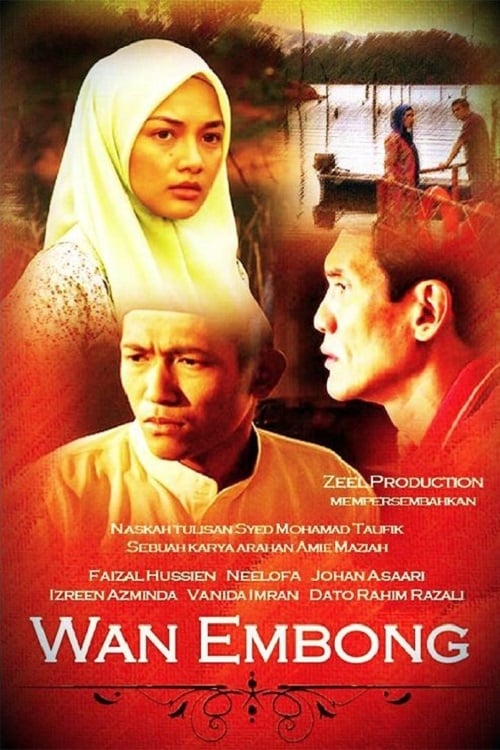 Zeel Production
mempersembahkan
Naskah tulisan Syed Mohamad Taufik
Sebuah karya arahan Amie Maziah
Faizal Hussien Neelofa Johan Asaari
Izreen Azminda Vanida Imran Dato Rahim Razali
Wan Embong